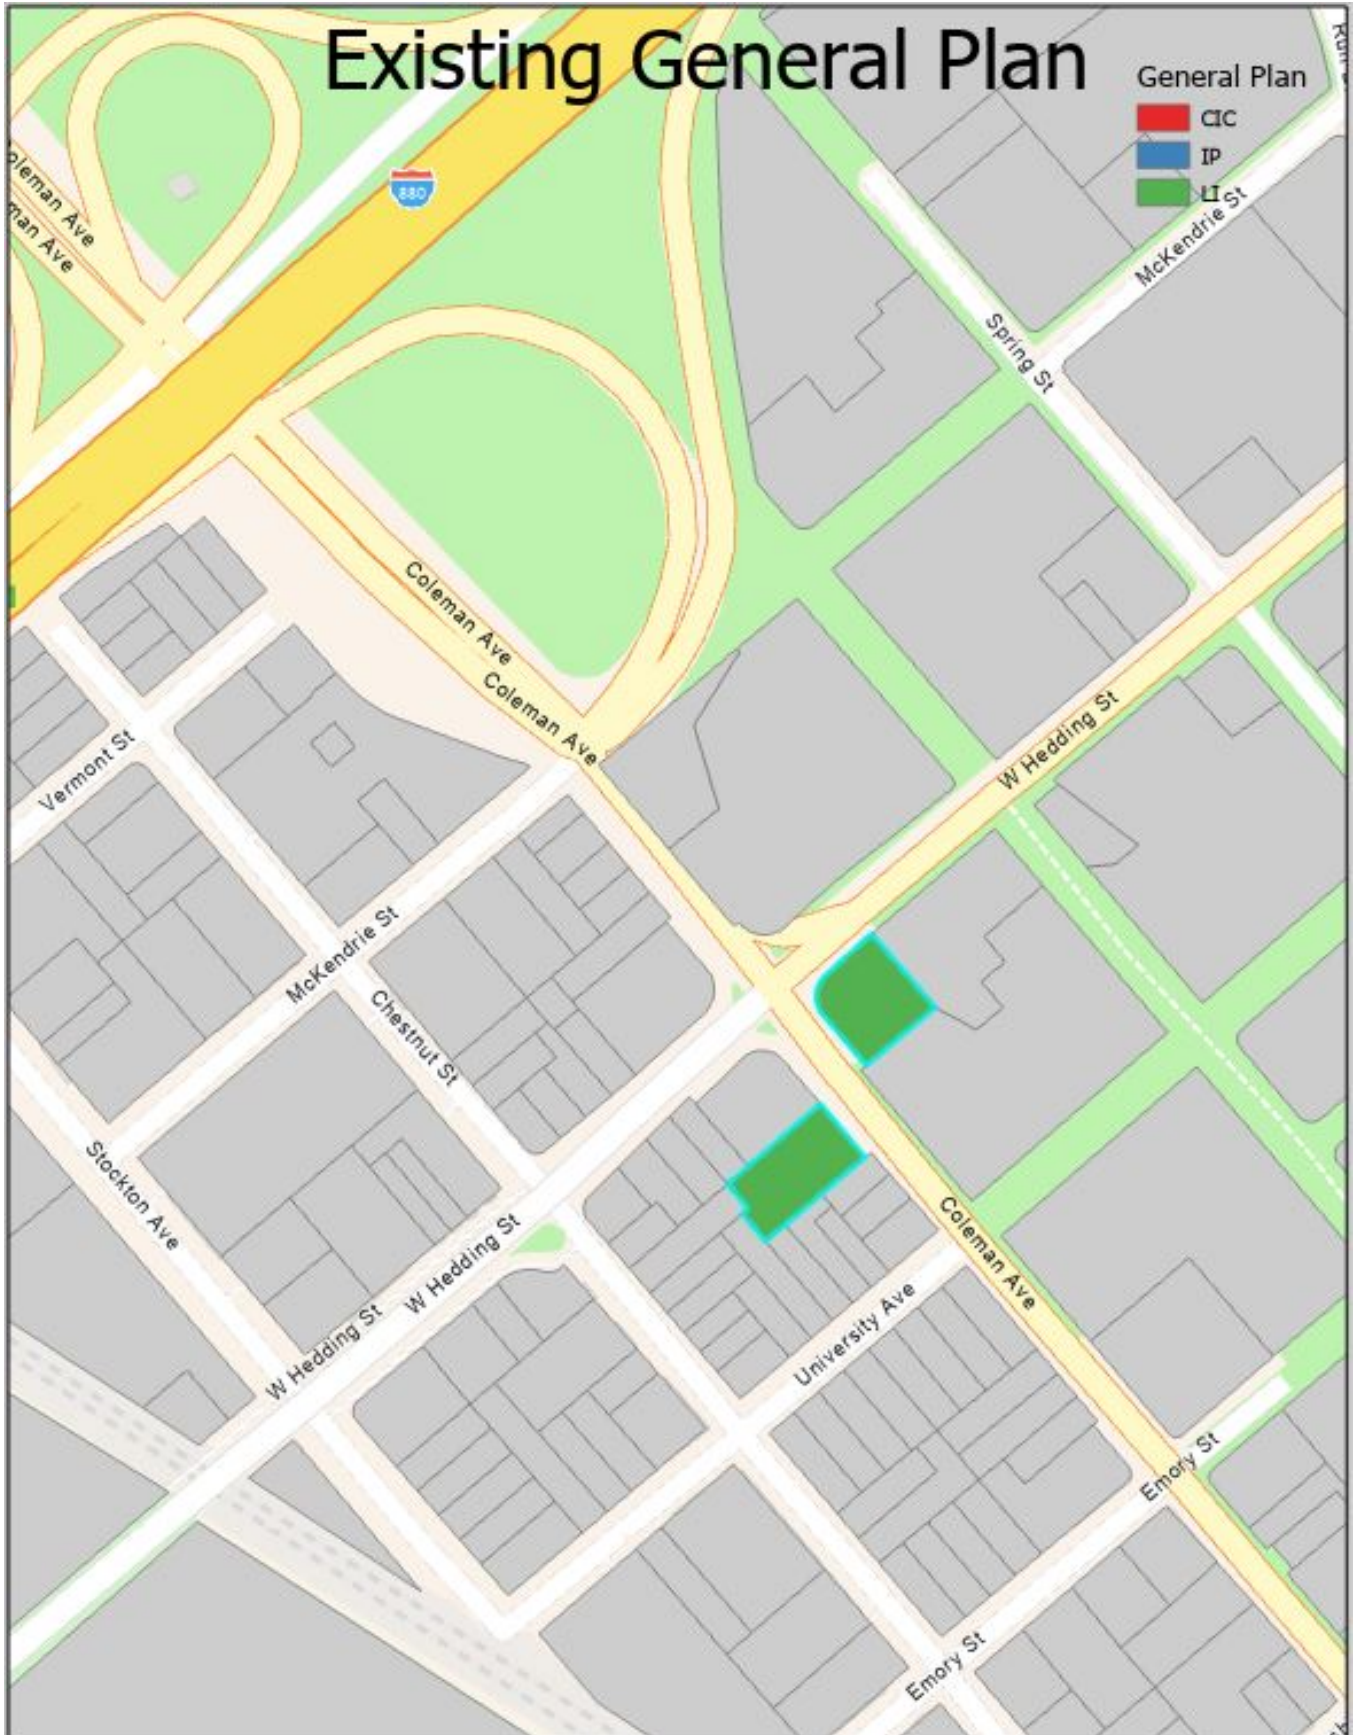 Existing General Plan
General Plan
CIC
IP
LI
880
oleman Ave
man Ave
McKendrie St
Spring St
Coleman Ave
Coleman Ave
W Hedding St
Vermont St
McKendrie St
Chestnut St
Stockton Ave
W Hedding St
W Hedding St
Coleman Ave
University Ave
Emory St
Emory St